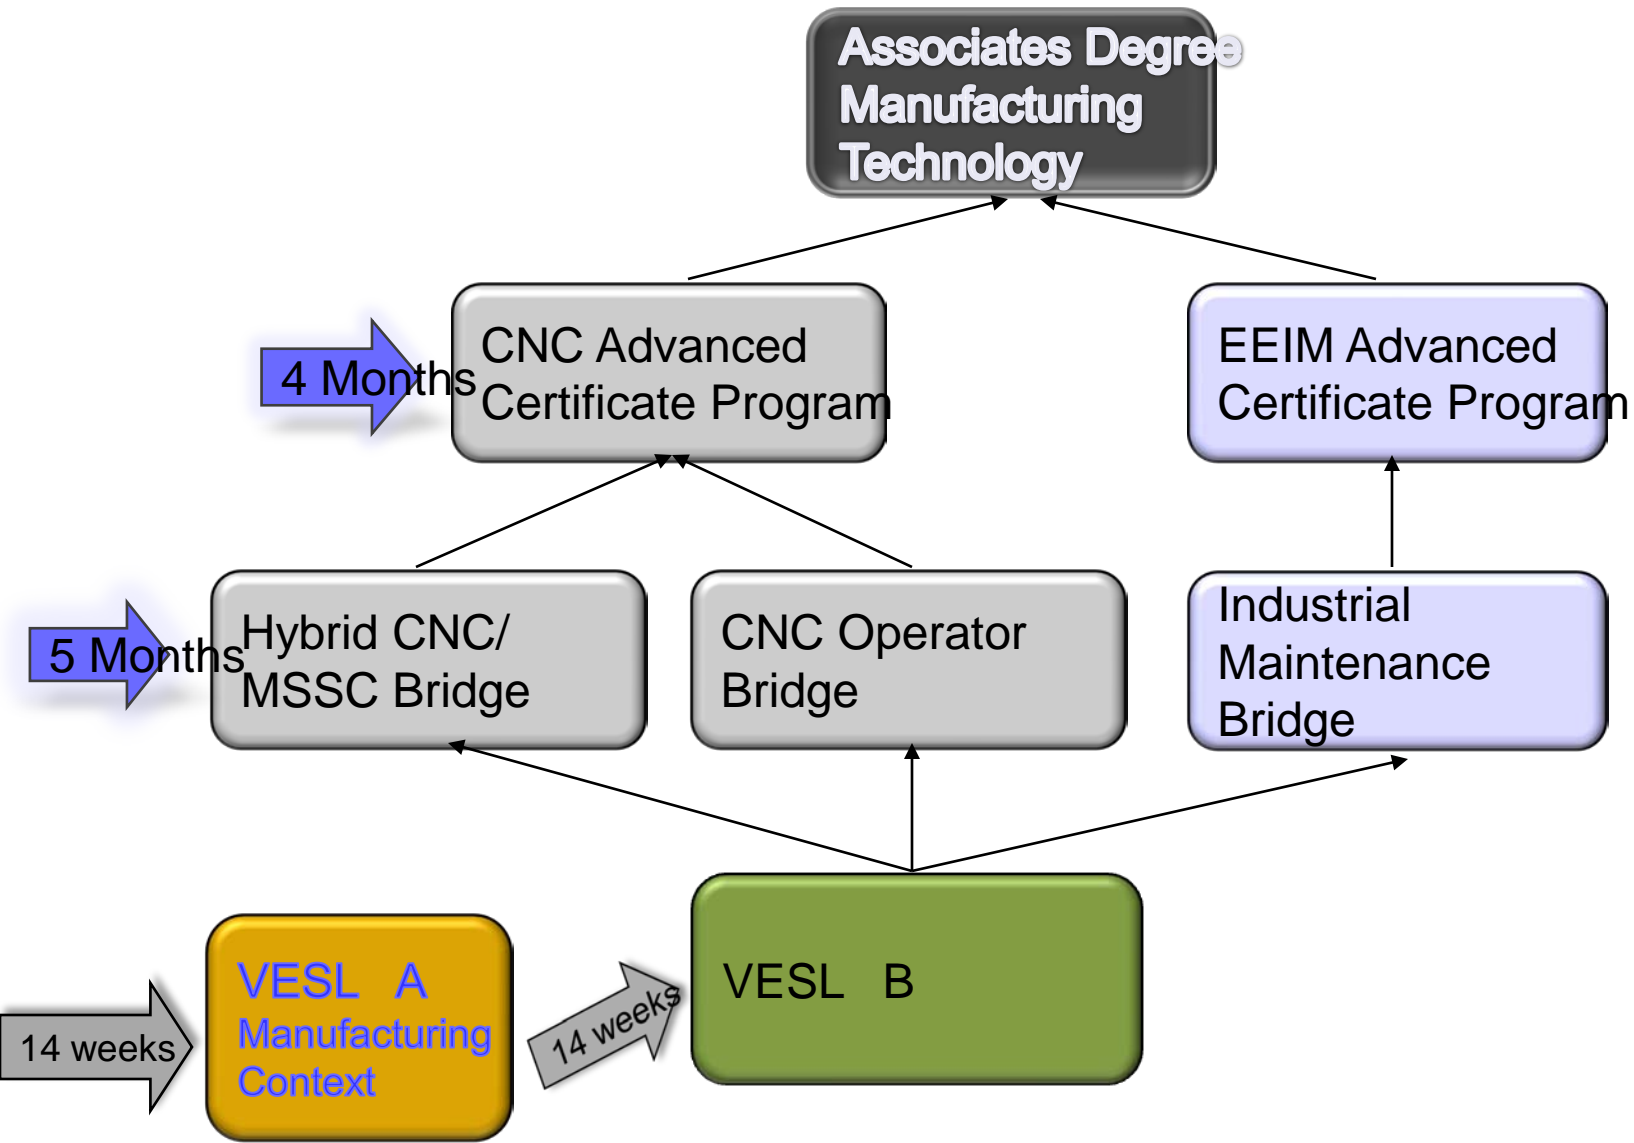 Associates Degree
Manufacturing
Technology
4 Months
CNC Advanced
Certificate Program
EEIM Advanced
Certificate Program
5 Months
Hybrid CNC/
MSSC Bridge
CNC Operator
Bridge
Industrial
Maintenance
Bridge
14 weeks
VESL A
Manufacturing
Context
14 weeks
VESL B